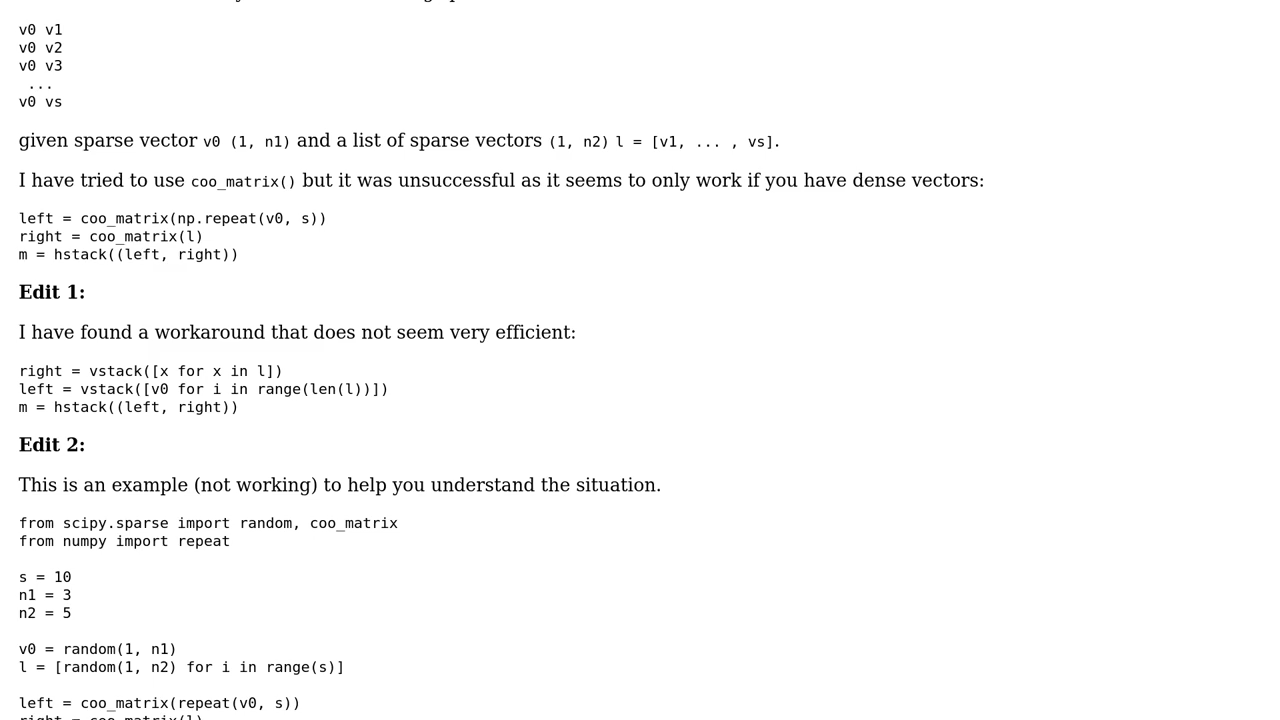 v0 v1
v0 v2
v0 v3
...
v0 vs
given sparse vector v0 (1, n1) and a list of sparse vectors (1, n2) l = [v1, ... , vs].
I have tried to use coo_matrix() but it was unsuccessful as it seems to only work if you have dense vectors:
left = coo_matrix(np.repeat(v0, s))
right = coo_matrix(l)
m = hstack((left, right))
Edit 1:
I have found a workaround that does not seem very efficient:
right = vstack([x for x in l])
left = vstack([v0 for i in range(len(l))])
m = hstack((left, right))
Edit 2:
This is an example (not working) to help you understand the situation.
from scipy.sparse import random, coo_matrix
from numpy import repeat
s = 10
n1 = 3
n2 = 5
v0 = random(1, n1)
l = [random(1, n2) for i in range(s)]
left = coo_matrix(repeat(v0, s))
right = coo_matrix(l)